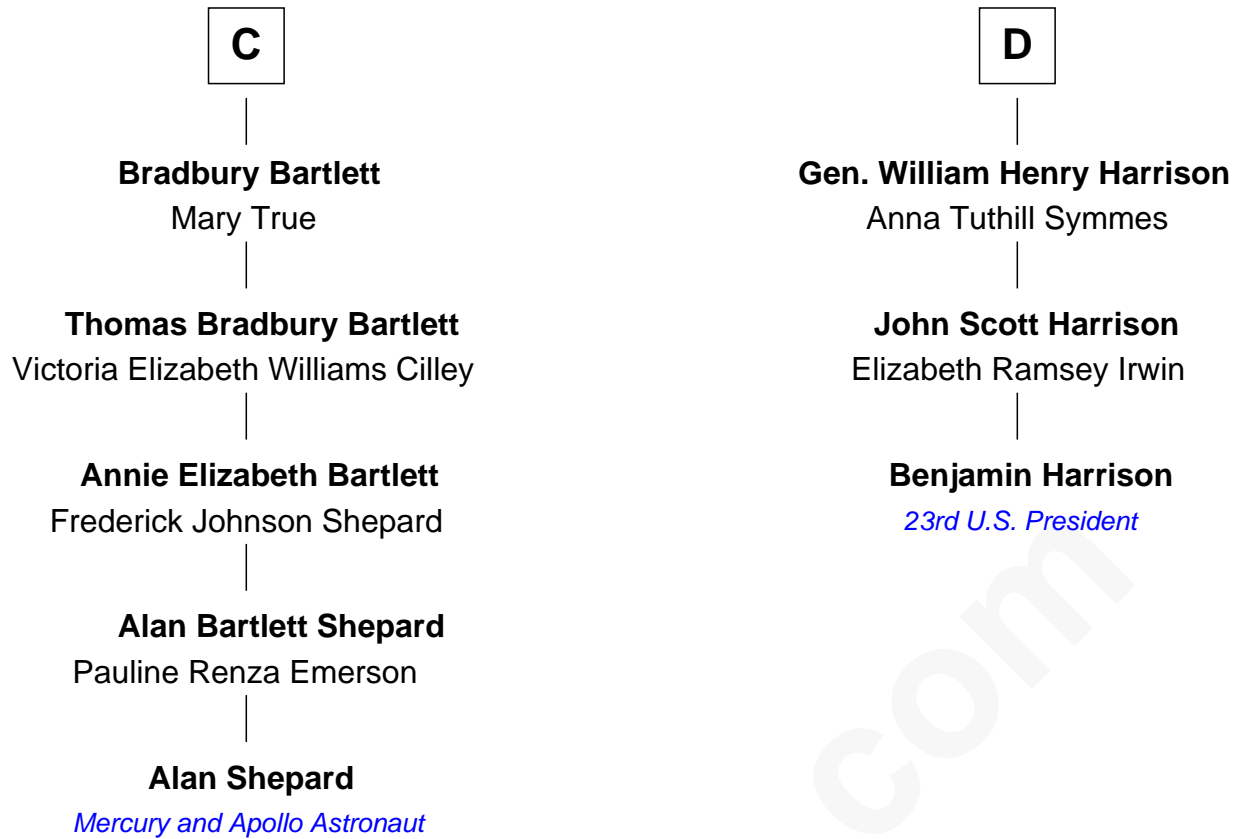 C
Bradbury Bartlett
Mary True
Thomas Bradbury Bartlett
Victoria Elizabeth Williams Cilley
Annie Elizabeth Bartlett
Frederick Johnson Shepard
Alan Bartlett Shepard
Pauline Renza Emerson
Alan Shepard
Mercury and Apollo Astronaut
D
Gen. William Henry Harrison
Anna Tuthill Symmes
John Scott Harrison
Elizabeth Ramsey Irwin
Benjamin Harrison
23rd U.S. President
com